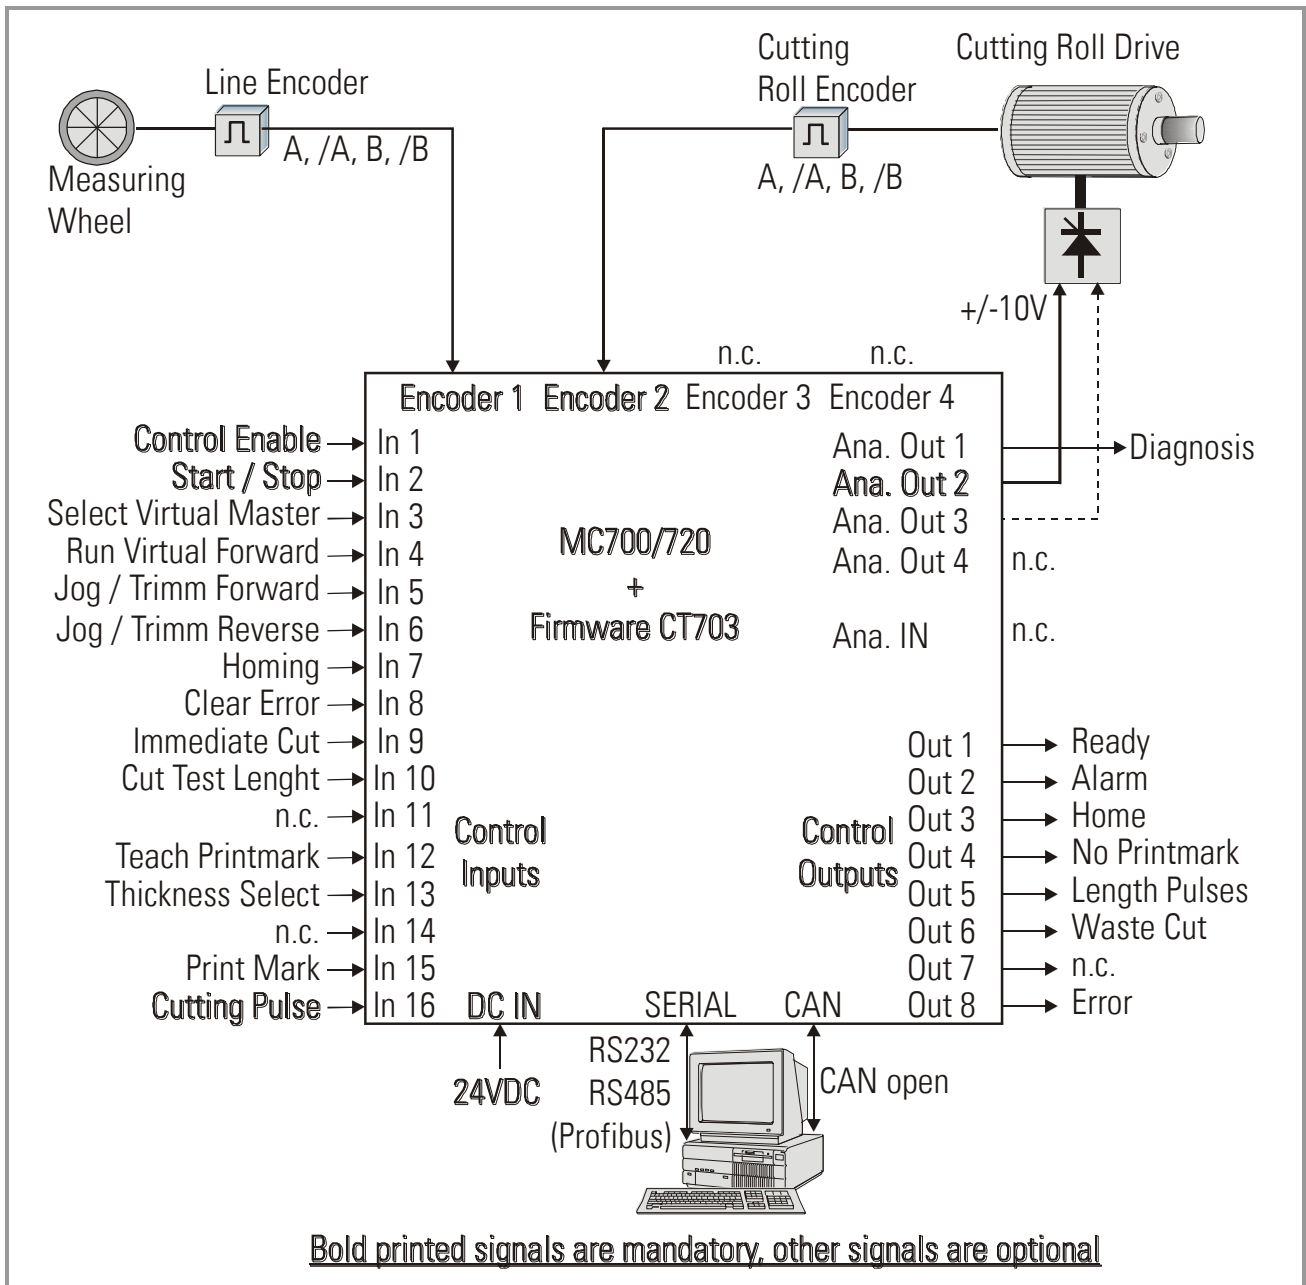 Cutting
Roll Encoder
Cutting Roll Drive
Line Encoder
A, /A, B, /B
Measuring
Wheel
A, /A, B, /B
+/-10V
n.c. n.c.
Encoder 1 Encoder 2 Encoder 3 Encoder 4
Control Enable In 1
Start / Stop In 2
Select Virtual Master In 3
Run Virtual Forward In 4
Jog / Trimm Forward In 5
Jog / Trimm Reverse In 6
Homing In 7
Clear Error In 8
Immediate Cut In 9
Cut Test Lenght In 10
n.c. In 11
Teach Printmark In 12
Thickness Select In 13
n.c. In 14
Print Mark In 15
Cutting Pulse In 16
Control
Inputs
MC700/720
+
Firmware CT703
Ana. Out 1 Diagnosis
Ana. Out 2
Ana. Out 3
Ana. Out 4 n.c.
Ana. IN n.c.
Control
Outputs
Out 1 Ready
Out 2 Alarm
Out 3 Home
Out 4 No Printmark
Out 5 Length Pulses
Out 6 Waste Cut
Out 7 n.c.
Out 8 Error
DC IN SERIAL CAN
24VDC
RS232
RS485
(Profibus)
CAN open
Bold printed signals are mandatory, other signals are optional